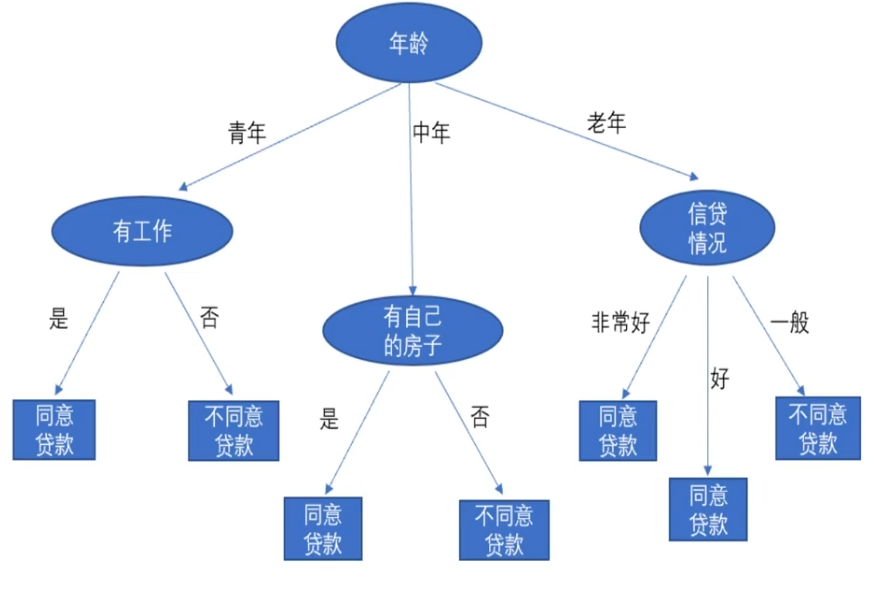 年龄
青年
中年
老年
有工作
信贷
情况
是
否
有自己
的房子
非常好
好
一般
同意
贷款
不同意
贷款
是
否
同意
贷款
不同意
贷款
同意
贷款
同意
贷款
不同意
贷款